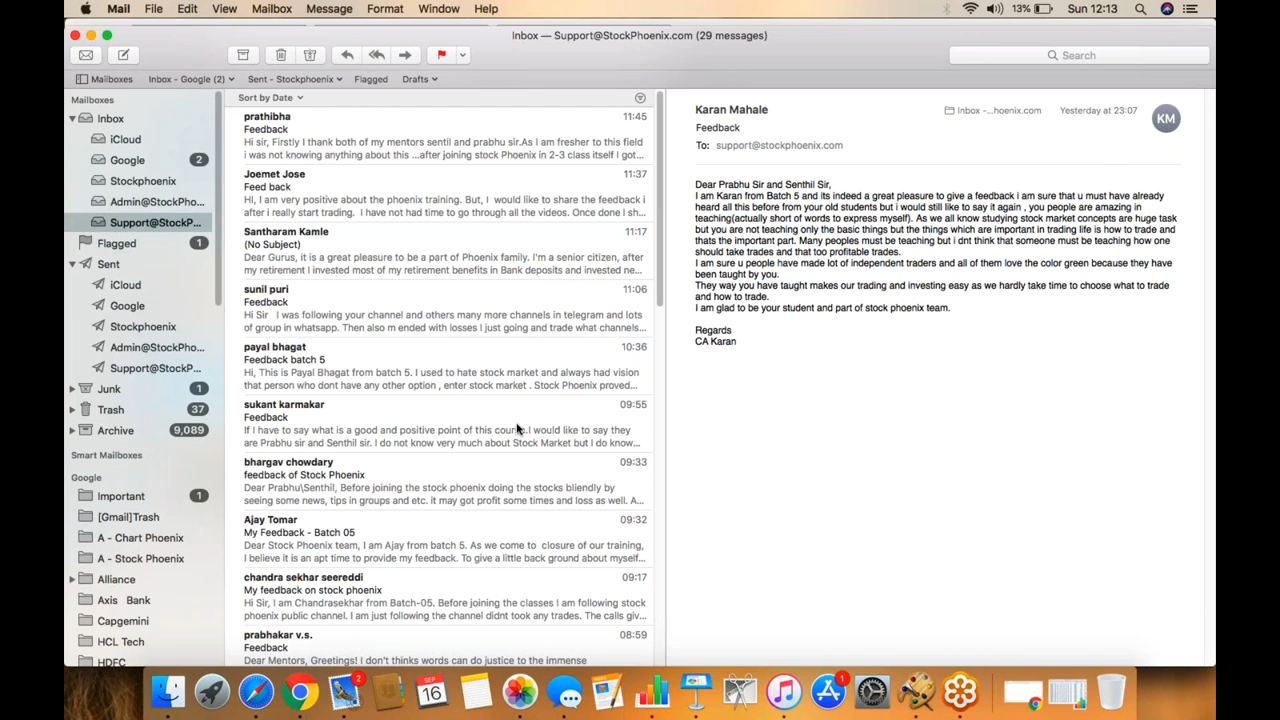 Mail File Edit View Mailbox Message Format Window Help 13% Sun 12:13
Inbox — Support@StockPhoenix.com (29 messages)
Search
Mailboxes Inbox - Google (2) Sent - Stockphoenix Flagged Drafts
Mailboxes
Inbox
iCloud
Google 2
Stockphoenix
Admin@StockPho...
Support@StockP...
Flagged 1
Sent
iCloud
Google
Stockphoenix
Admin@StockPho...
Support@StockP...
Junk 1
Trash 37
Archive 9,089
Smart Mailboxes
Google
Important 1
[Gmail]Trash
A - Chart Phoenix
A - Stock Phoenix
Alliance
Axis Bank
Capgemini
HCL Tech
HDFC
Sort by Date
prathibha 11:45
Feedback
Hi sir, Firstly I thank both of my mentors sentil and prabhu sir.As I am fresher to this field
i was not knowing anything about this ...after joining stock Phoenix in 2-3 class itself I got...
Joemet Jose 11:37
Feed back
HI, I am very positive about the phoenix training. But, I would like to share the feedback i
after i really start trading. I have not had time to go through all the videos. Once done I sh...
Santharam Kamle 11:17
(No Subject)
Dear Gurus, it is a great pleasure to be a part of Phoenix family. I'm a senior citizen, after
my retirement I invested most of my retirement benefits in Bank deposits and invested ne...
sunil puri 11:06
Feedback
Hi Sir I was following your channel and others many more channels in telegram and lots
of group in whatsapp. Then also m ended with losses I just going and trade what channels...
payal bhagat 10:36
Feedback batch 5
Hi, This is Payal Bhagat from batch 5. I used to hate stock market and always had vision
that person who dont have any other option , enter stock market . Stock Phoenix proved...
sukant karmakar 09:55
Feedback
If I have to say what is a good and positive point of this course.I would like to say they
are Prabhu sir and Senthil sir. I do not know very much about Stock Market but I do know...
bhargav chowdary 09:33
feedback of Stock Phoenix
Dear Prabhu\Senthil, Before joining the stock phoenix doing the stocks bliendly by
seeing some news, tips in groups and etc. it may got profit some times and loss as well. A...
Ajay Tomar 09:32
My Feedback - Batch 05
Dear Stock Phoenix team, I am Ajay from batch 5. As we come to closure of our training,
I believe it is an apt time to provide my feedback. To give a little back ground about myself...
chandra sekhar seereddi 09:17
My feedback on stock phoenix
Hi Sir, I am Chandrasekhar from Batch-05. Before joining the classes I am following stock
phoenix public channel. I am just following the channel didnt took any trades. The calls giv...
prabhakar v.s. 08:59
Feedback
Dear Mentors, Greetings! I don't thinks words can do justice to the immense
Karan Mahale Inbox -...hoenix.com Yesterday at 23:07 KM
Feedback
To: support@stockphoenix.com
Dear Prabhu Sir and Senthil Sir,
I am Karan from Batch 5 and its indeed a great pleasure to give a feedback i am sure that u must have already
heard all this before from your old students but i would still like to say it again , you people are amazing in
teaching(actually short of words to express myself). As we all know studying stock market concepts are huge task
but you are not teaching only the basic things but the things which are important in trading life is how to trade and
thats the important part. Many peoples must be teaching but i dnt think that someone must be teaching how one
should take trades and that too profitable trades.
I am sure u people have made lot of independent traders and all of them love the color green because they have
been taught by you.
They way you have taught makes our trading and investing easy as we hardly take time to choose what to trade
and how to trade.
I am glad to be your student and part of stock phoenix team.
Regards
CA Karan
2 SEP 16 1